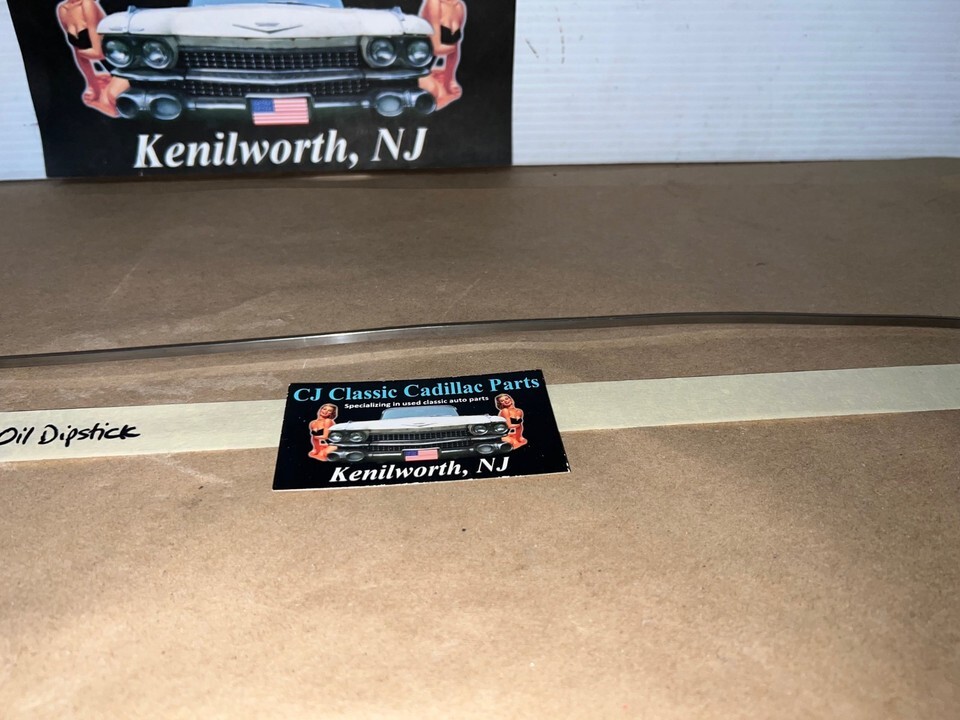 Kenilworth, NJ
CJ Classic Cadillac Parts
Specializing in used classic auto parts
Kenilworth, NJ
Oil Dipstick